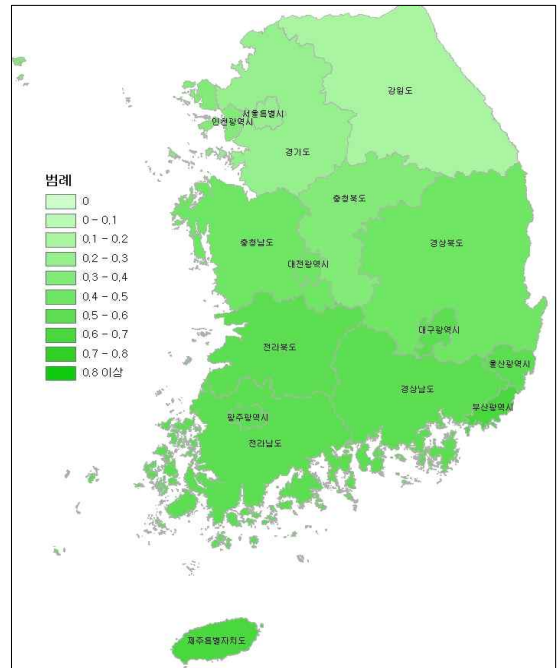 강원도
서울특별시
인천광역시
경기도
범례
0
0 - 0.1
0.1 - 0.2
0.2 - 0.3
0.3 - 0.4
0.4 - 0.5
0.5 - 0.6
0.6 - 0.7
0.7 - 0.8
0.8 이상
충청북도
충청남도
경상북도
대전광역시
대구광역시
전라북도
울산광역시
경상남도
부산광역시
광주광역시
전라남도
제주특별자치도